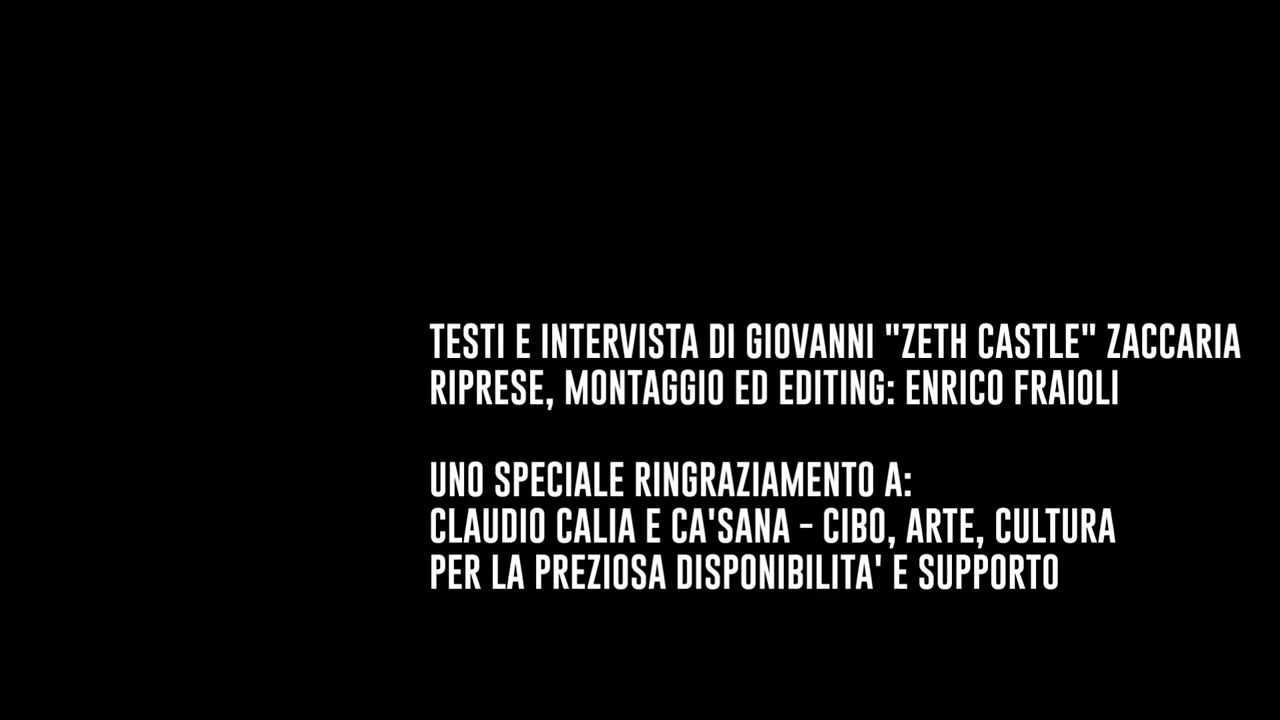 TESTI E INTERVISTA DI GIOVANNI "ZETH CASTLE" ZACCARIA
RIPRESE, MONTAGGIO ED EDITING: ENRICO FRAIOLI
UNO SPECIALE RINGRAZIAMENTO A:
CLAUDIO CALIA E CA'SANA - CIBO, ARTE, CULTURA
PER LA PREZIOSA DISPONIBILITA' E SUPPORTO